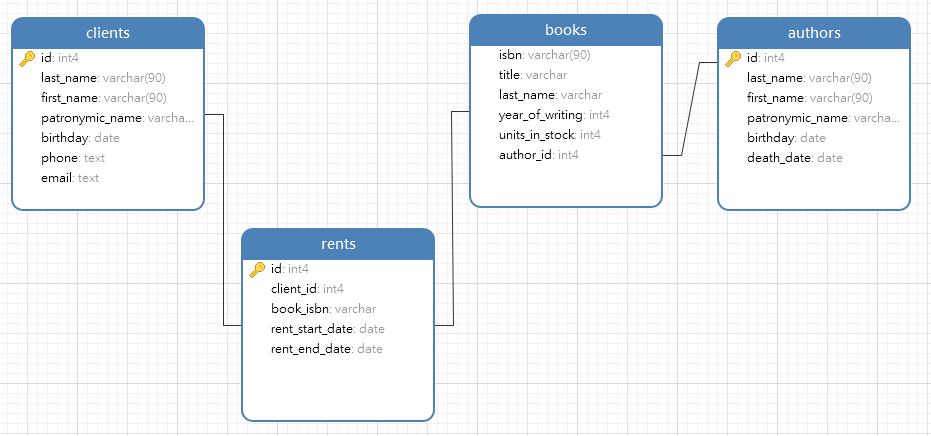 clients
id: int4
last_name: varchar(90)
first_name: varchar(90)
patronymic_name: varcha...
birthday: date
phone: text
email: text
books
isbn: varchar(90)
title: varchar
last_name: varchar
year_of_writing: int4
units_in_stock: int4
author_id: int4
authors
id: int4
last_name: varchar(90)
first_name: varchar(90)
patronymic_name: varcha...
birthday: date
death_date: date
rents
id: int4
client_id: int4
book_isbn: varchar
rent_start_date: date
rent_end_date: date